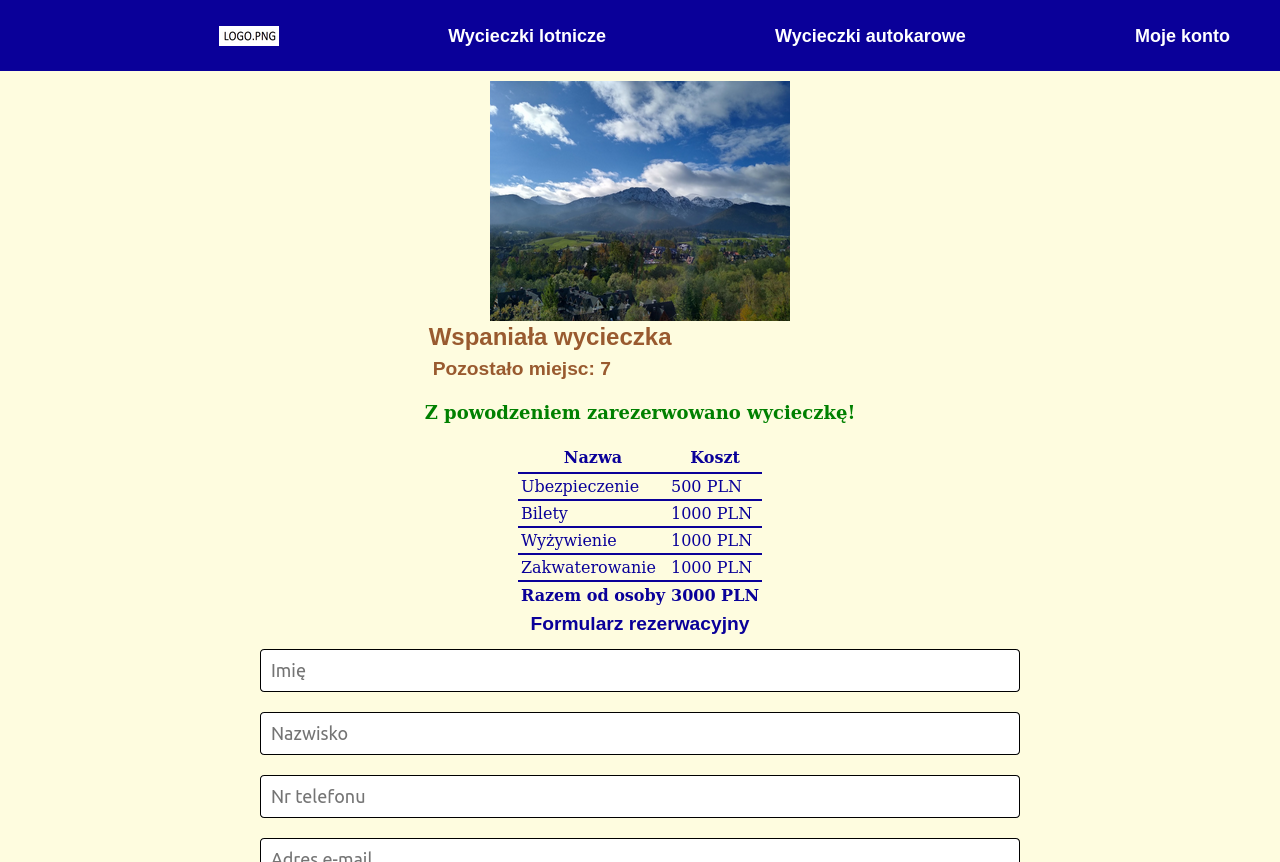 LOGO.PNG Wycieczki lotnicze Wycieczki autokarowe Moje konto
Wspaniała wycieczka
Pozostało miejsc: 7
Z powodzeniem zarezerwowano wycieczkę!
Nazwa Koszt
Ubezpieczenie 500 PLN
Bilety 1000 PLN
Wyżywienie 1000 PLN
Zakwaterowanie 1000 PLN
Razem od osoby 3000 PLN
Formularz rezerwacyjny
Imię
Nazwisko
Nr telefonu
Adres e-mail